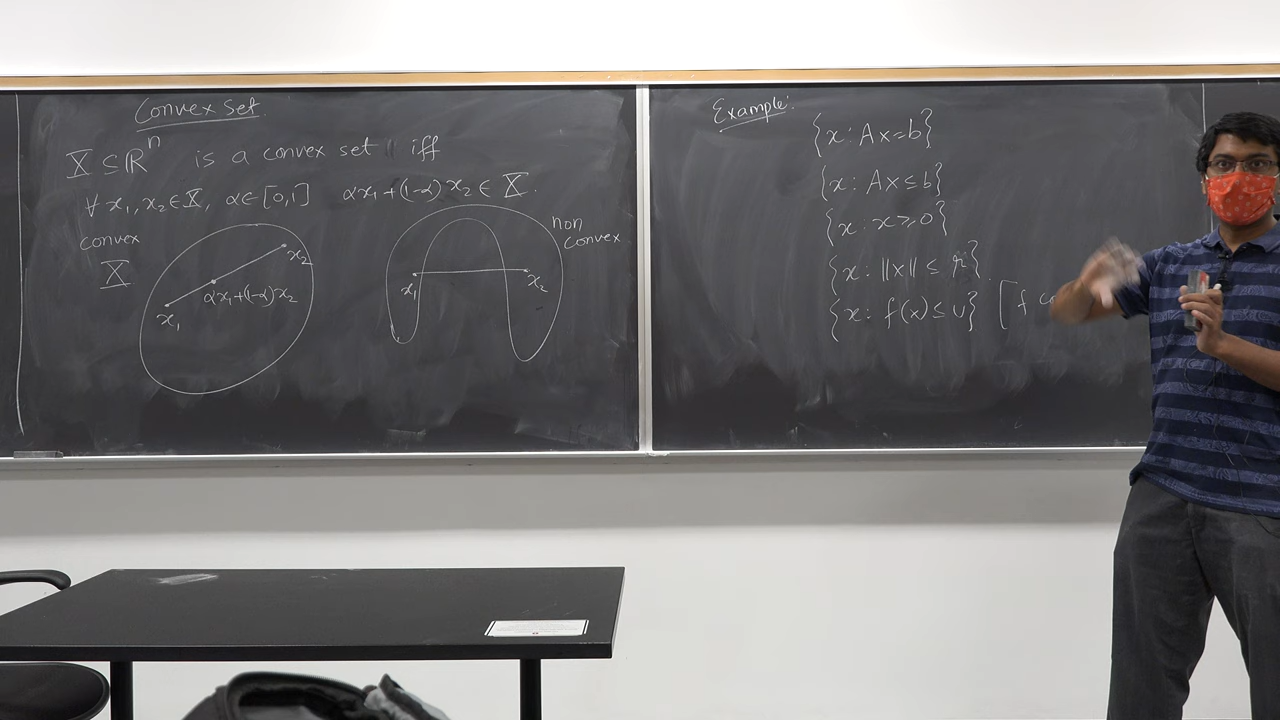 Convex set.
X ⊆ ℝⁿ is a convex set iff
∀ x₁, x₂ ∈ X, α ∈ [0,1] αx₁+(1-α)x₂ ∈ X.
convex
X
x₂
αx₁+(1-α)x₂
x₁
non
convex
x₁
x₂
Example:
{x: Ax=b}
{x: Ax≤b}
{x: x≥0}
{x: ‖x‖ ≤ r}.
{x: f(x) ≤ υ} [f